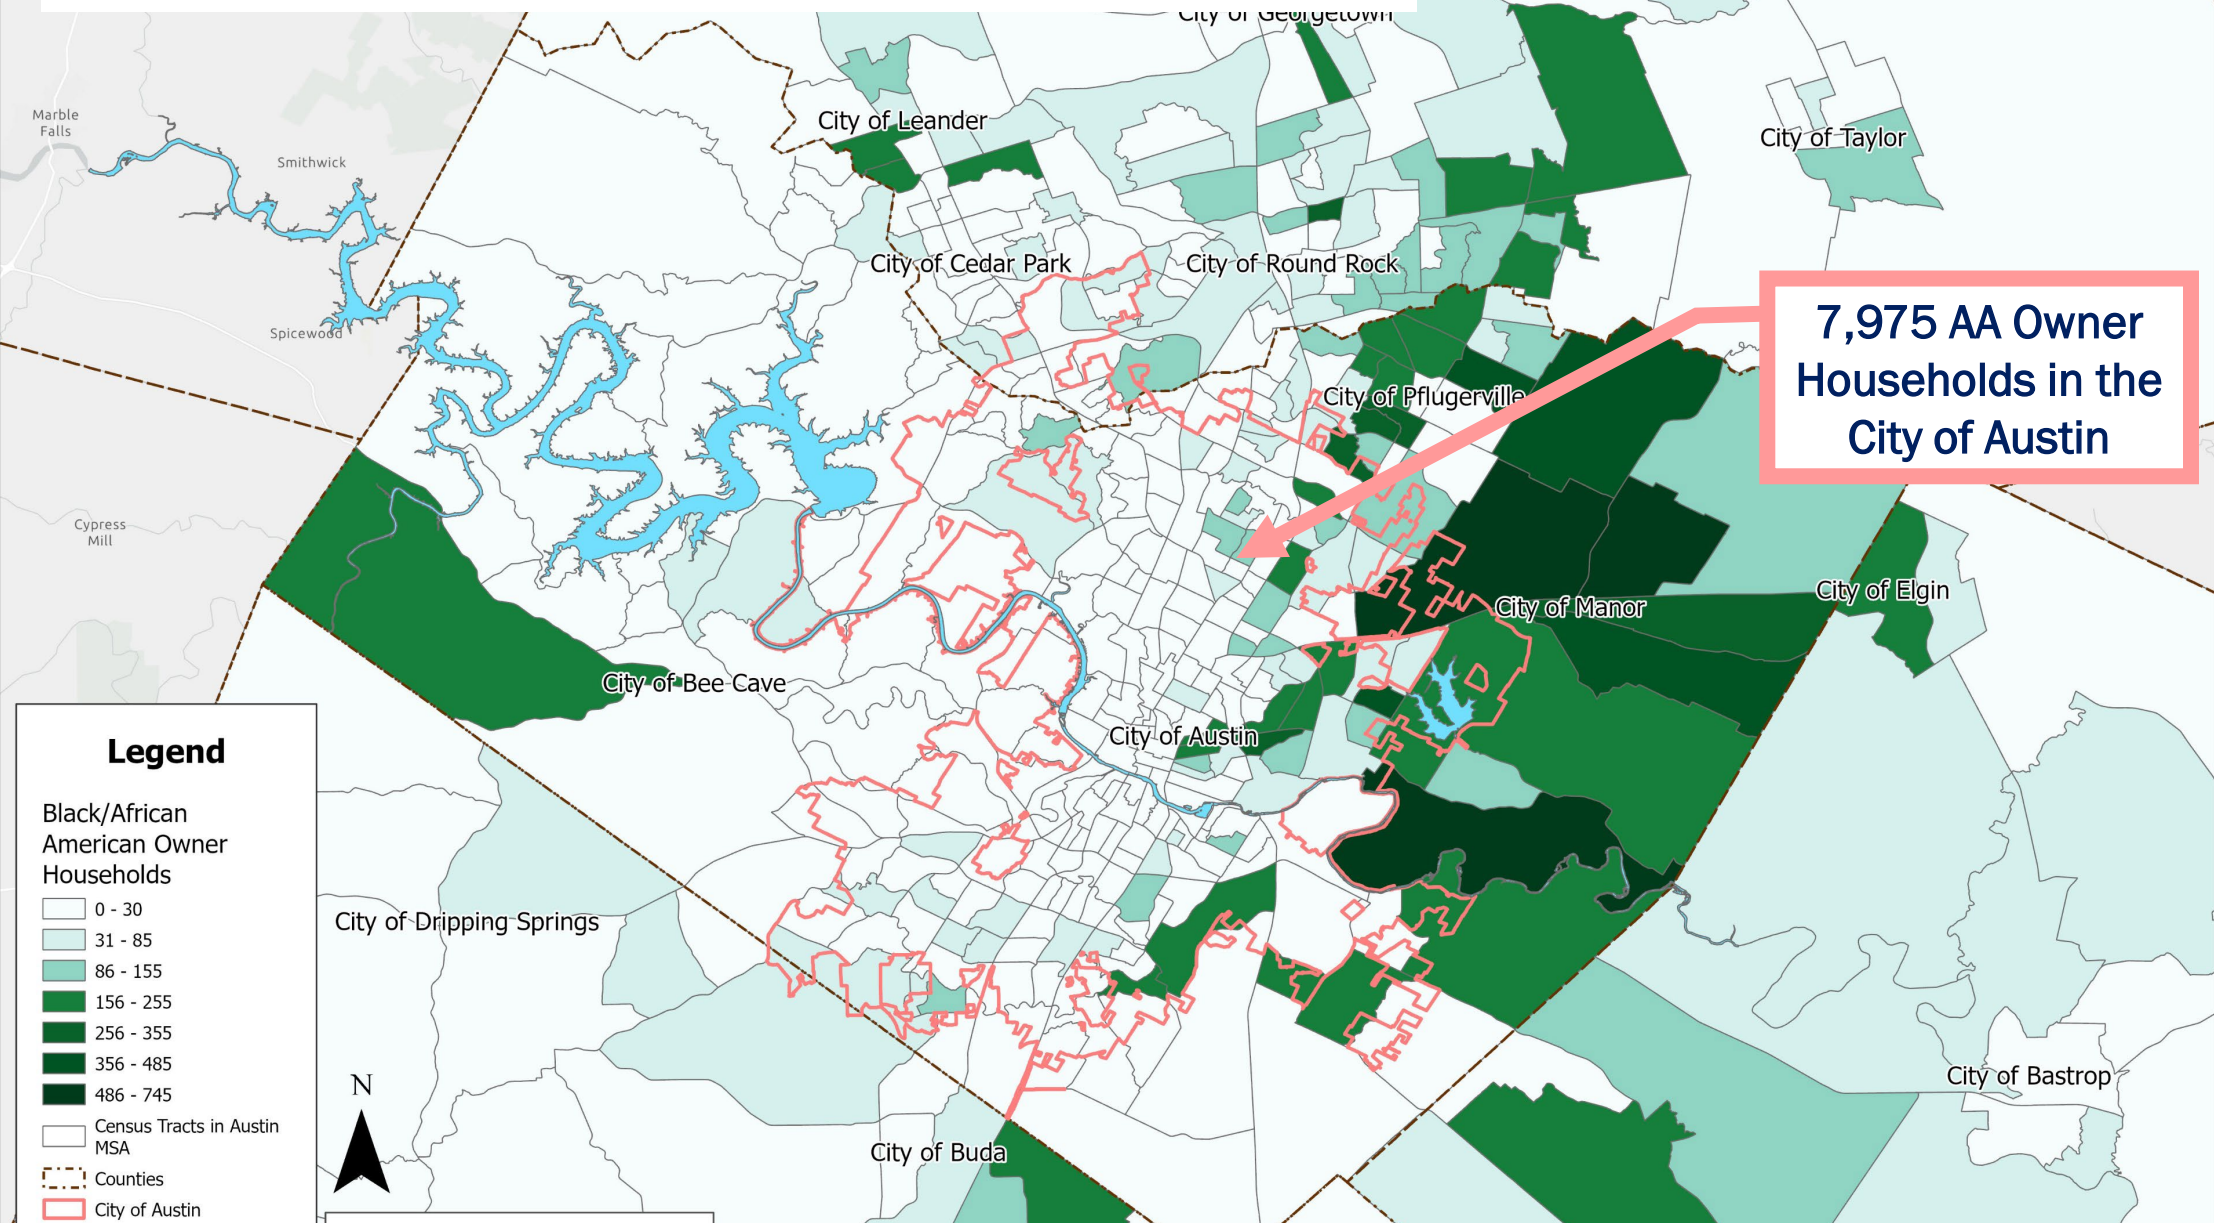 City of Georgetown
Marble
Falls
City of Leander
City of Taylor
Smithwick
City of Cedar Park
City of Round Rock
Spicewood
7,975 AA Owner
Households in the
City of Austin
City of Pflugerville
Cypress
Mill
City of Elgin
City of Manor
City of Bee Cave
City of Austin
City of Dripping Springs
City of Bastrop
City of Buda
N
Legend
Black/African
American Owner
Households
0 - 30
31 - 85
86 - 155
156 - 255
256 - 355
356 - 485
486 - 745
Census Tracts in Austin
MSA
Counties
City of Austin